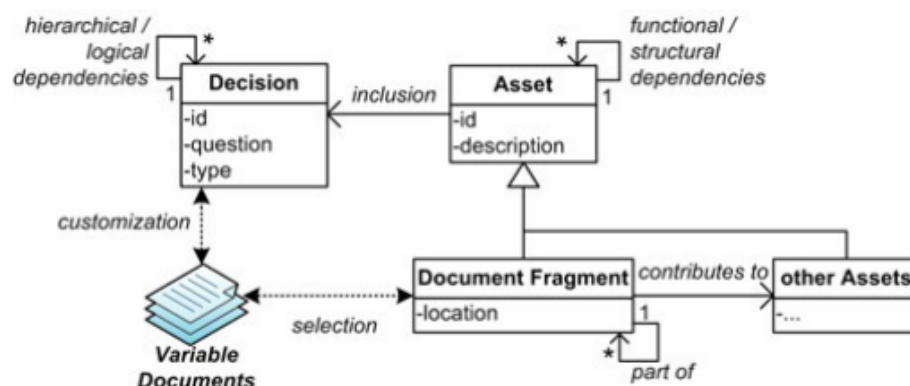 hierarchical /
logical
dependencies
*
1
Decision
-id
-question
-type
inclusion
Asset
-id
-description
*
1
functional /
structural
dependencies
customization
Variable
Documents
selection
Document Fragment
-location
1
*
part of
contributes to
other Assets
-...